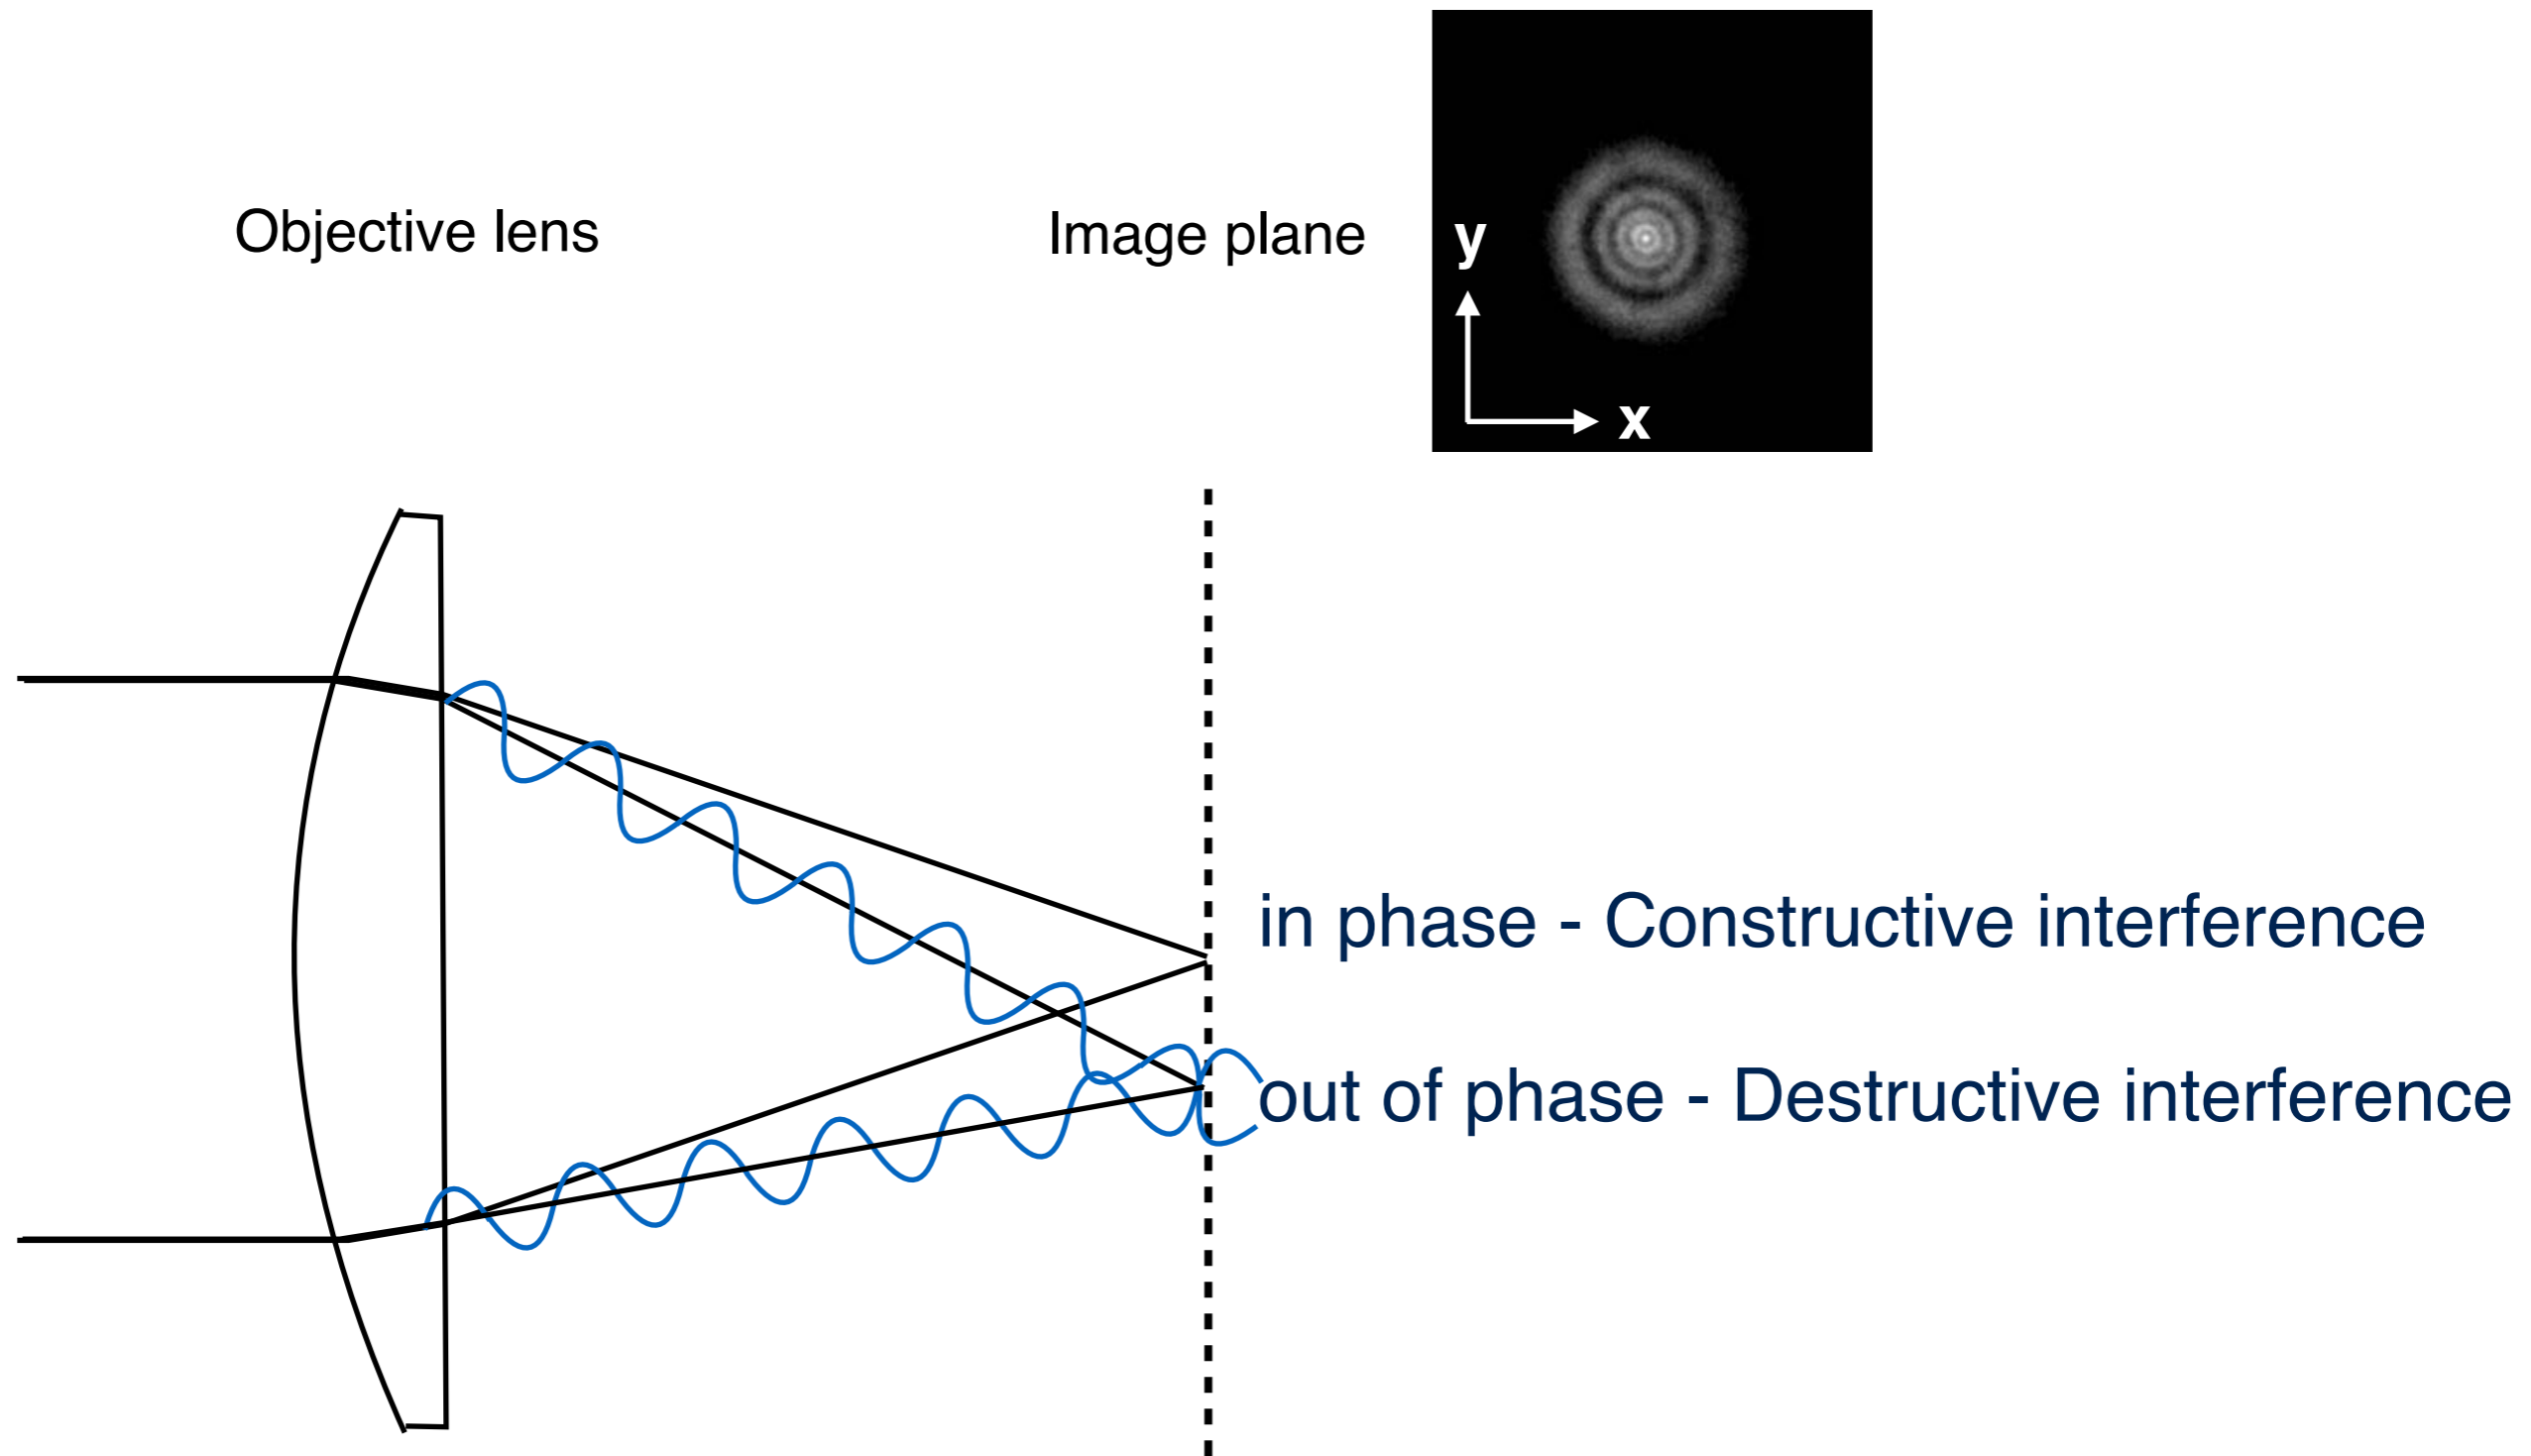 Objective lens
Image plane
y
x
in phase - Constructive interference
out of phase - Destructive interference